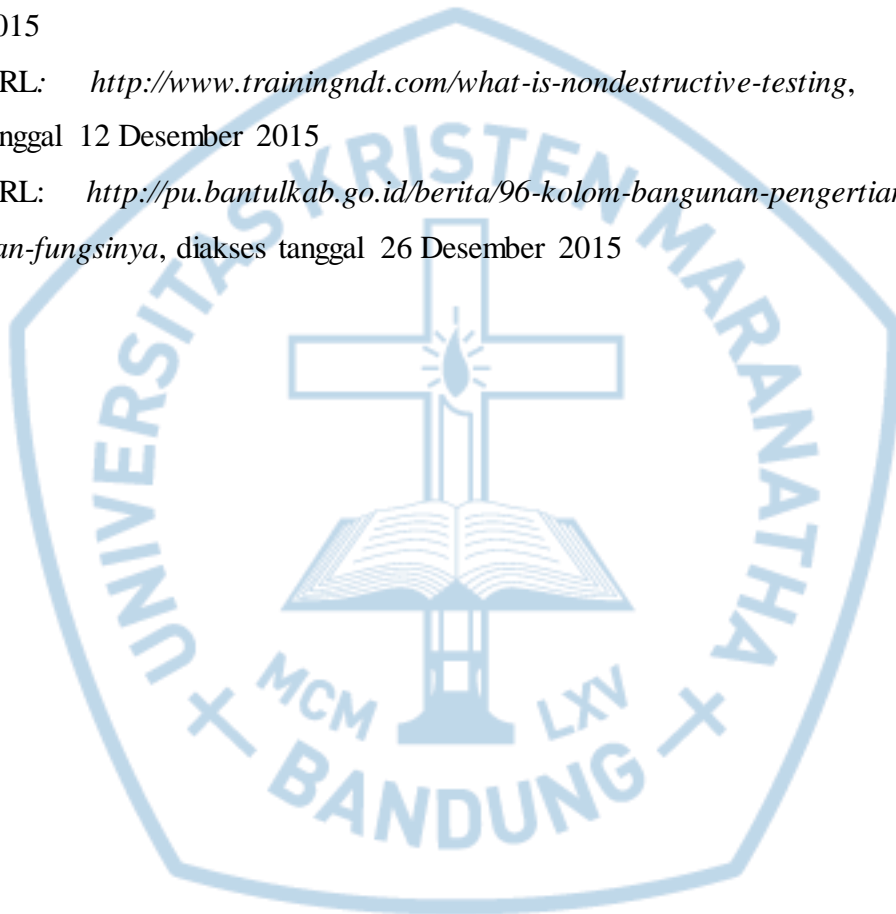 015
RL: http://www.trainingndt.com/what-is-nondestructive-testing,
nggal 12 Desember 2015
RL: http://pu.bantulkab.go.id/berita/96-kolom-bangunan-pengertian
an-fungsinya, diakses tanggal 26 Desember 2015
UNIVERSITAS KRISTEN MARANATHA
MCM LXV
BANDUNG